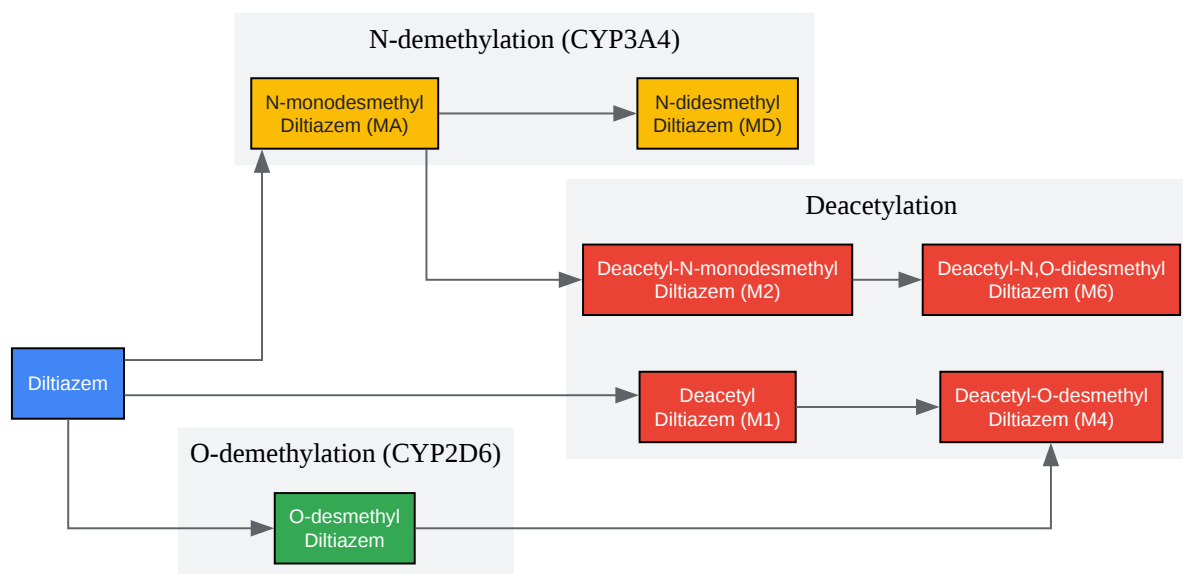 N-demethylation (CYP3A4)
N-monodesmethyl
Diltiazem (MA)
N-didesmethyl
Diltiazem (MD)
Deacetylation
Deacetyl-N-monodesmethyl
Diltiazem (M2)
Deacetyl-N,O-didesmethyl
Diltiazem (M6)
Diltiazem
Deacetyl
Diltiazem (M1)
Deacetyl-O-desmethyl
Diltiazem (M4)
O-demethylation (CYP2D6)
O-desmethyl
Diltiazem